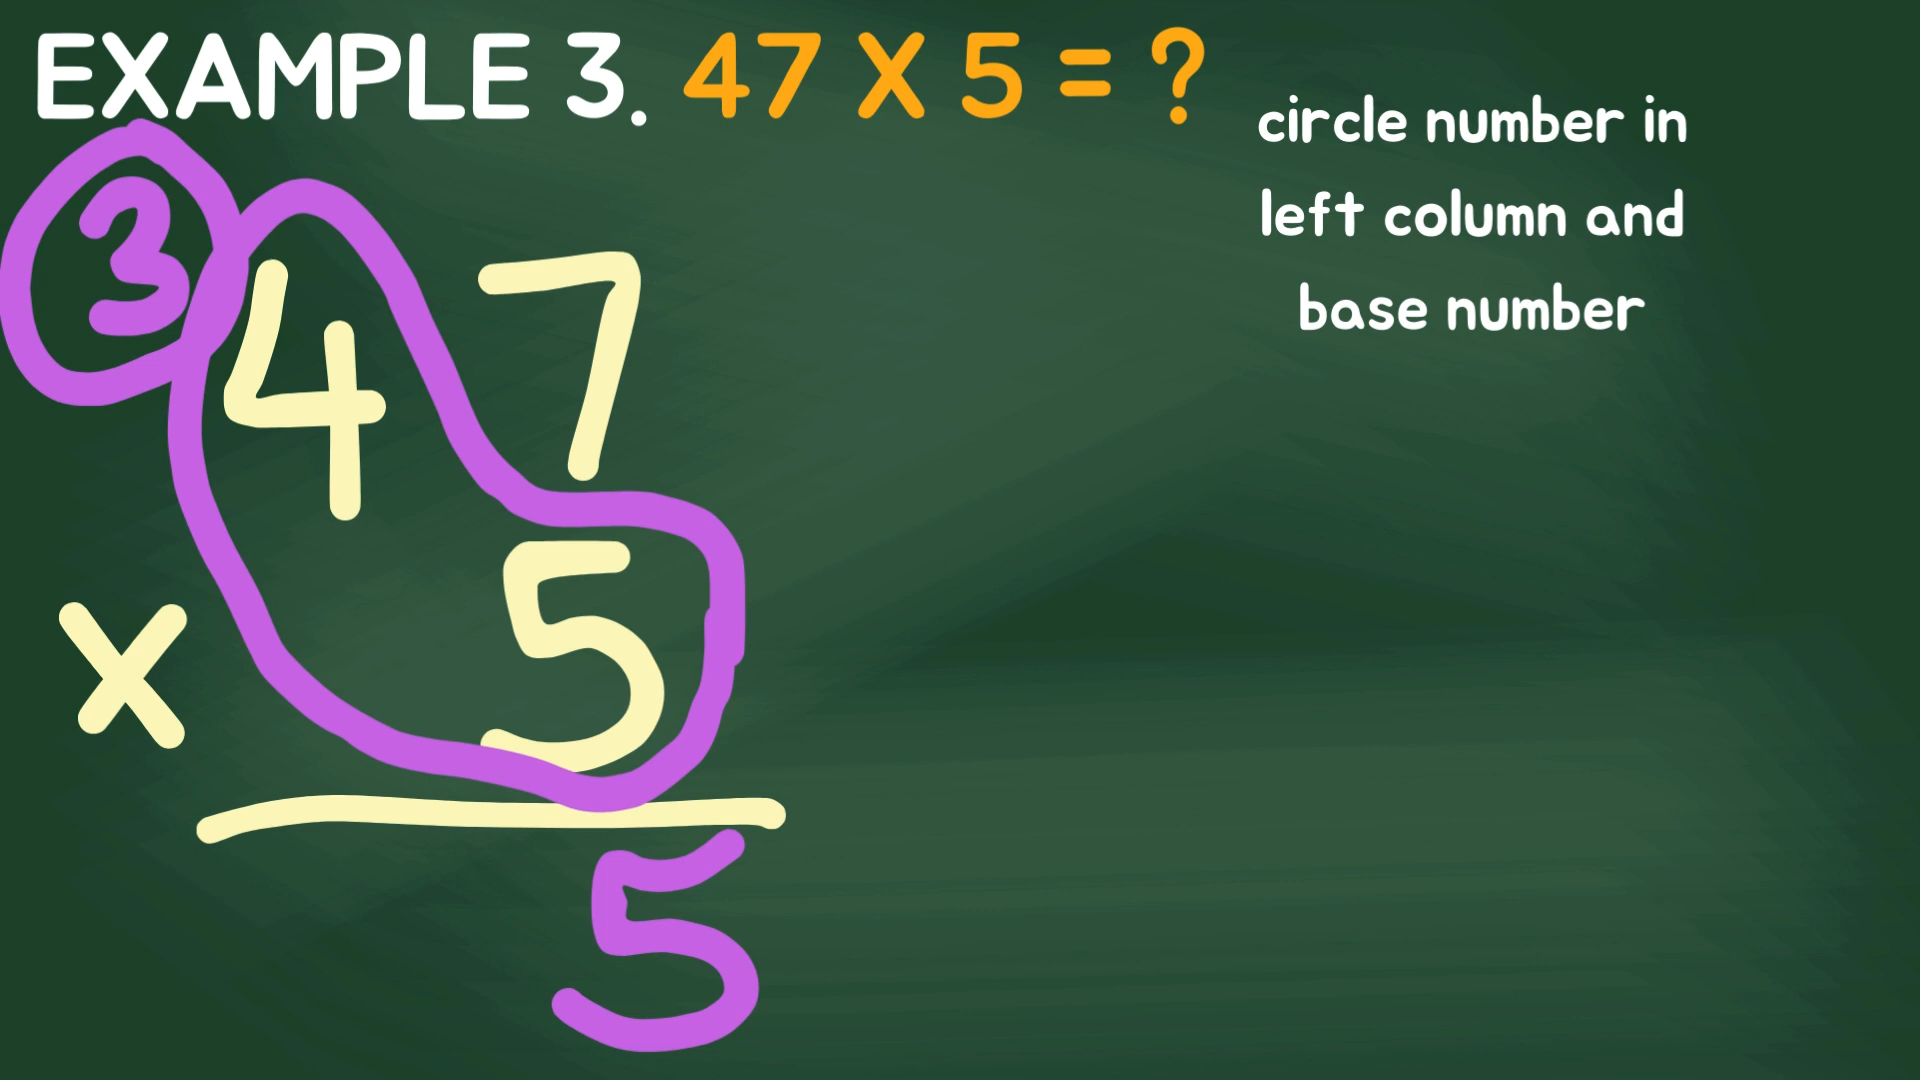 EXAMPLE 3. 47 X 5 = ?
circle number in
left column and
base number
3
47
x 5
5